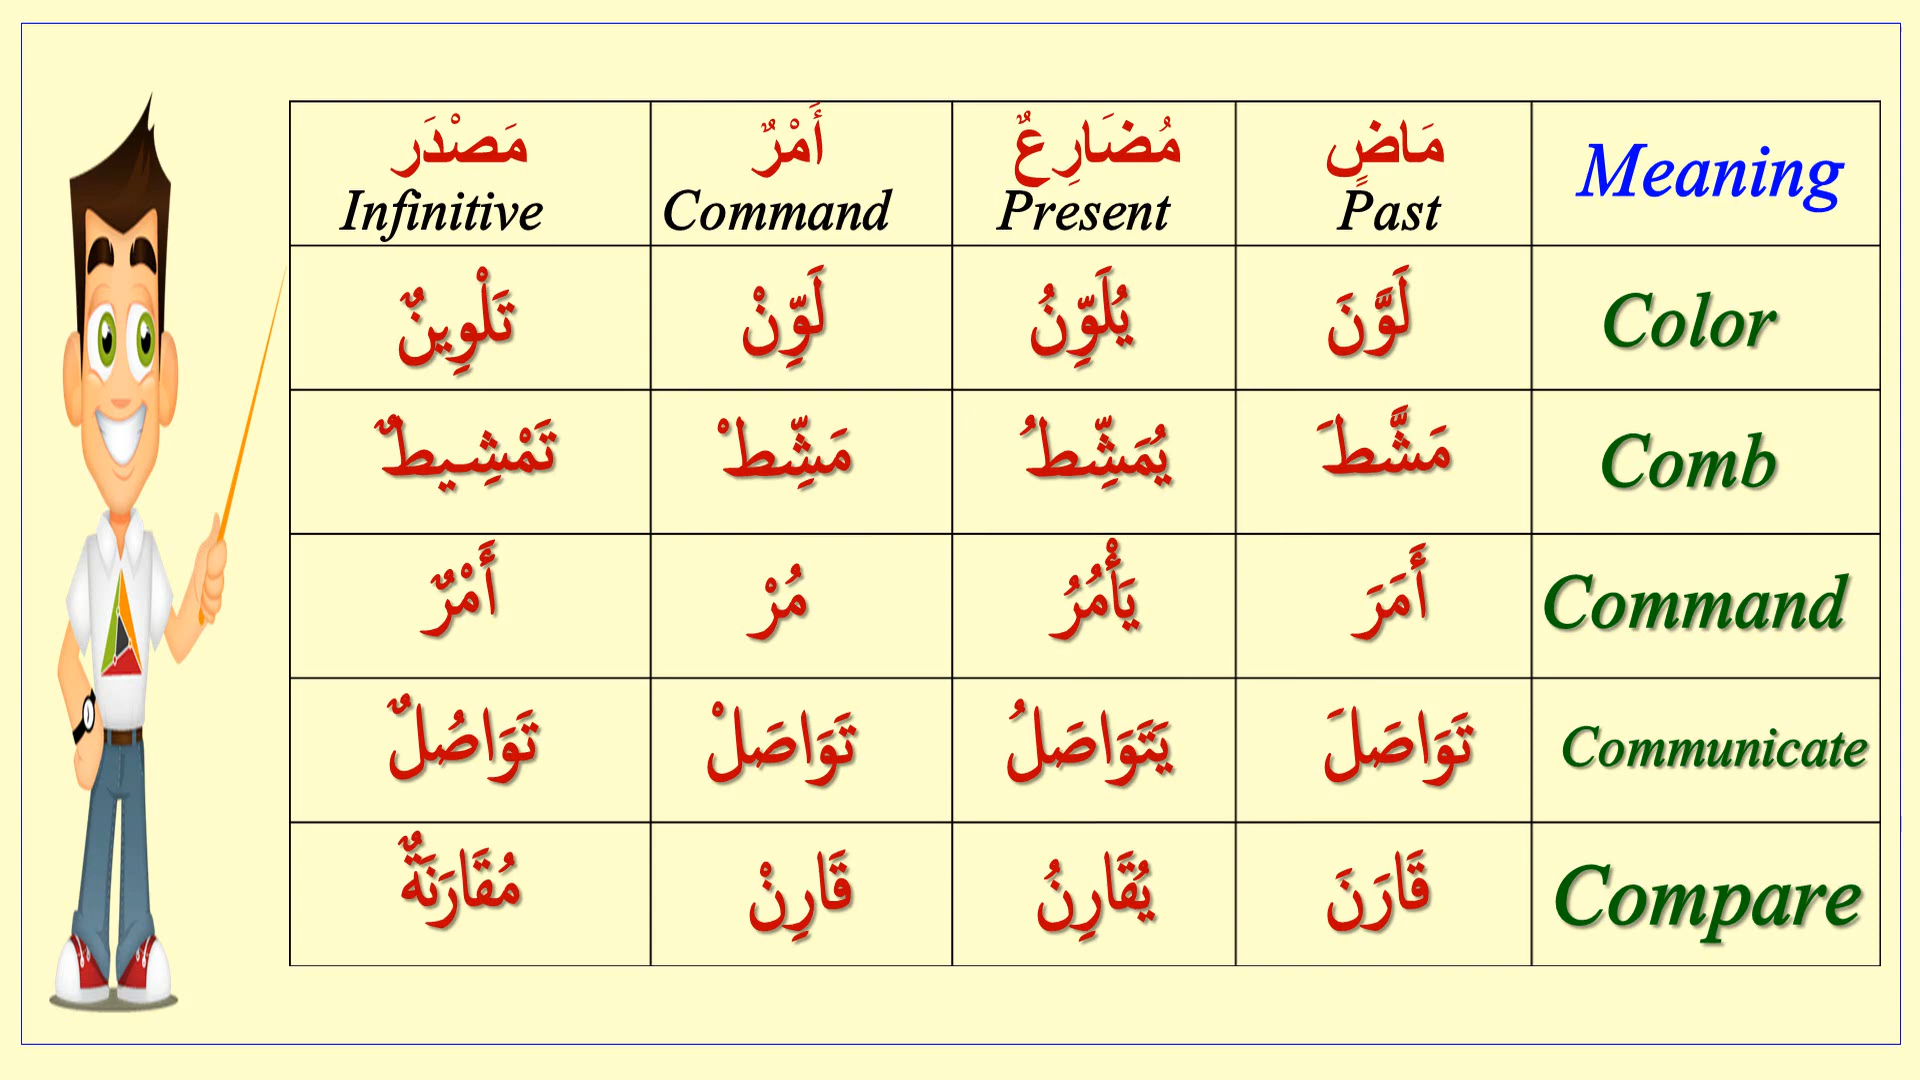 Meaning مَاضٍ مُضَارِعٌ أَمْرٌ مَصْدَر
Past Present Command Infinitive
Color لَوَّنَ يُلَوِّنُ لَوِّنْ تَلْوِينٌ
Comb مَشَّطَ يُمَشِّطُ مَشِّطْ تَمْشِيطٌ
Command أَمَرَ يَأْمُرُ مُرْ أَمْرٌ
Communicate تَوَاصَلَ يَتَوَاصَلُ تَوَاصَلْ تَوَاصُلٌ
Compare قَارَنَ يُقَارِنُ قَارِنْ مُقَارَنَةٌ